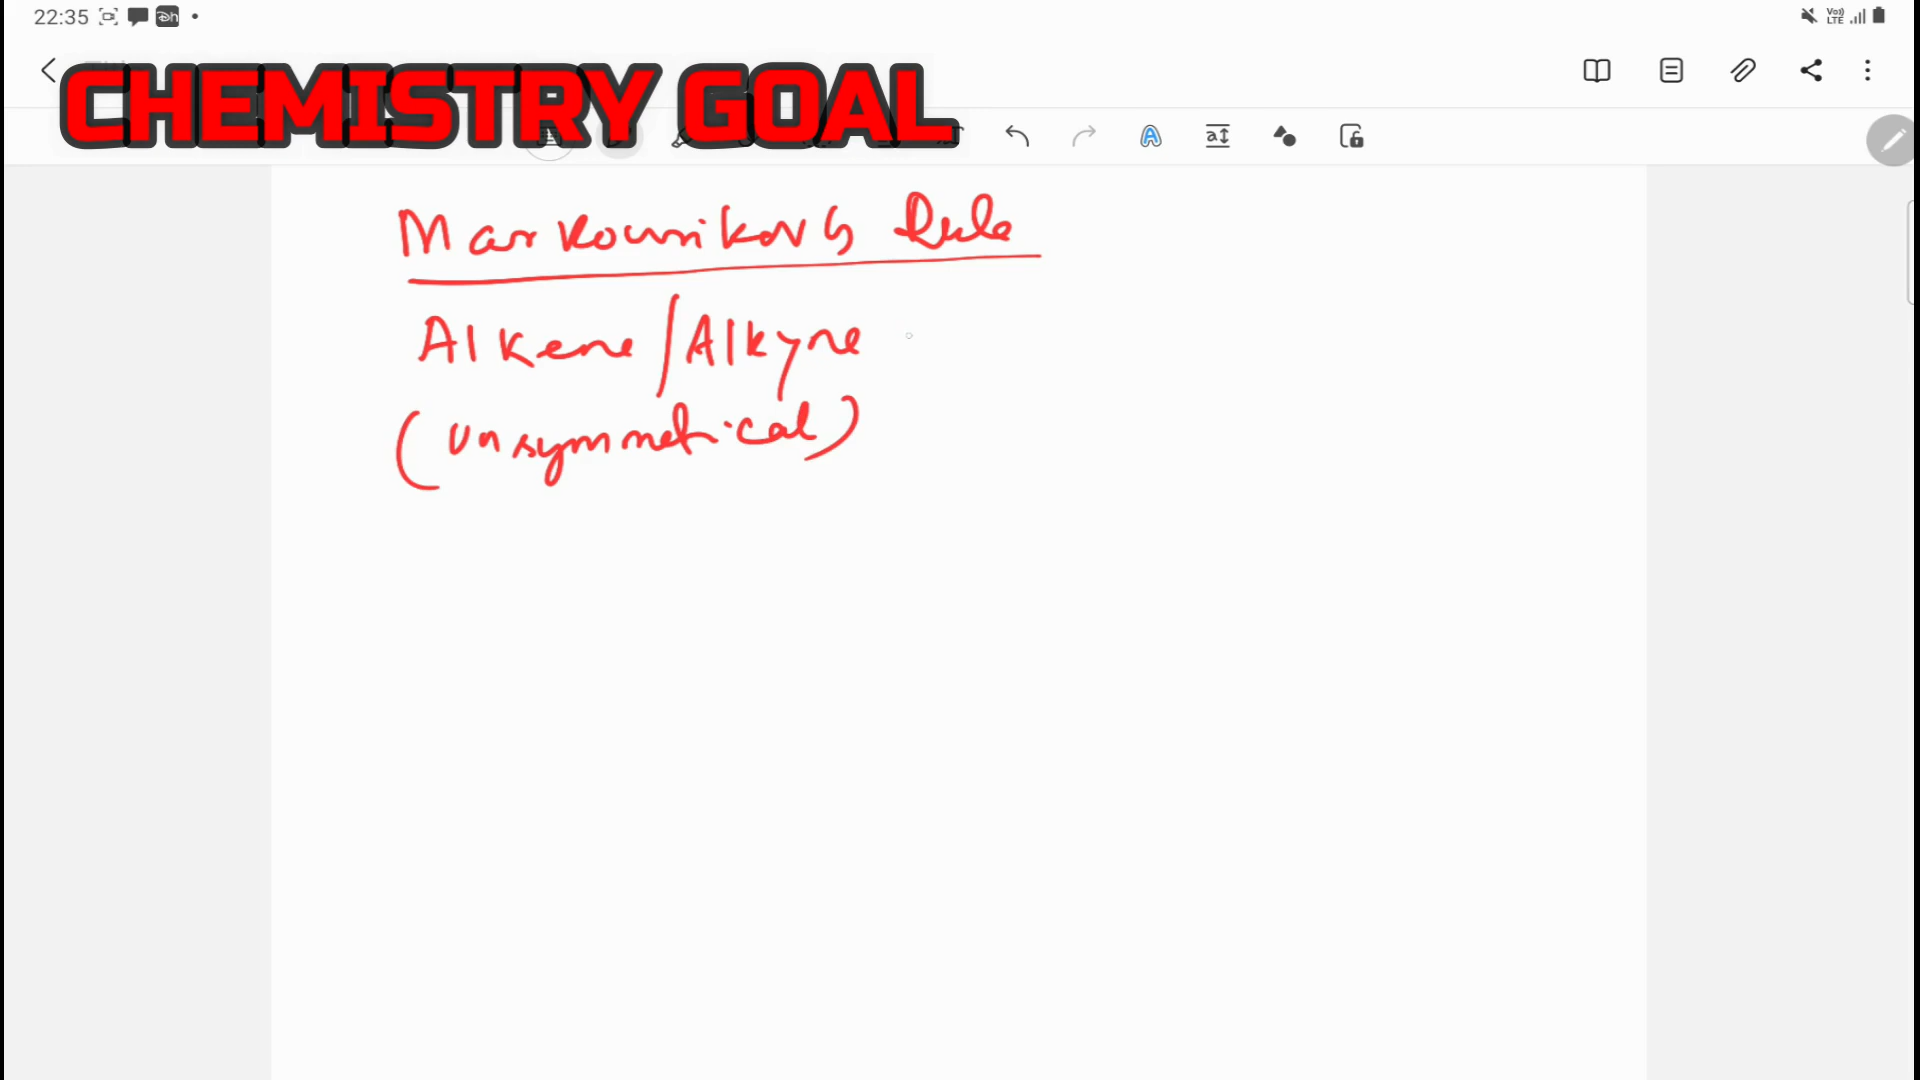 22:35
CHEMISTRY GOAL
Markovnikov's Rule
Alkene/Alkyne
(unsymmetrical)